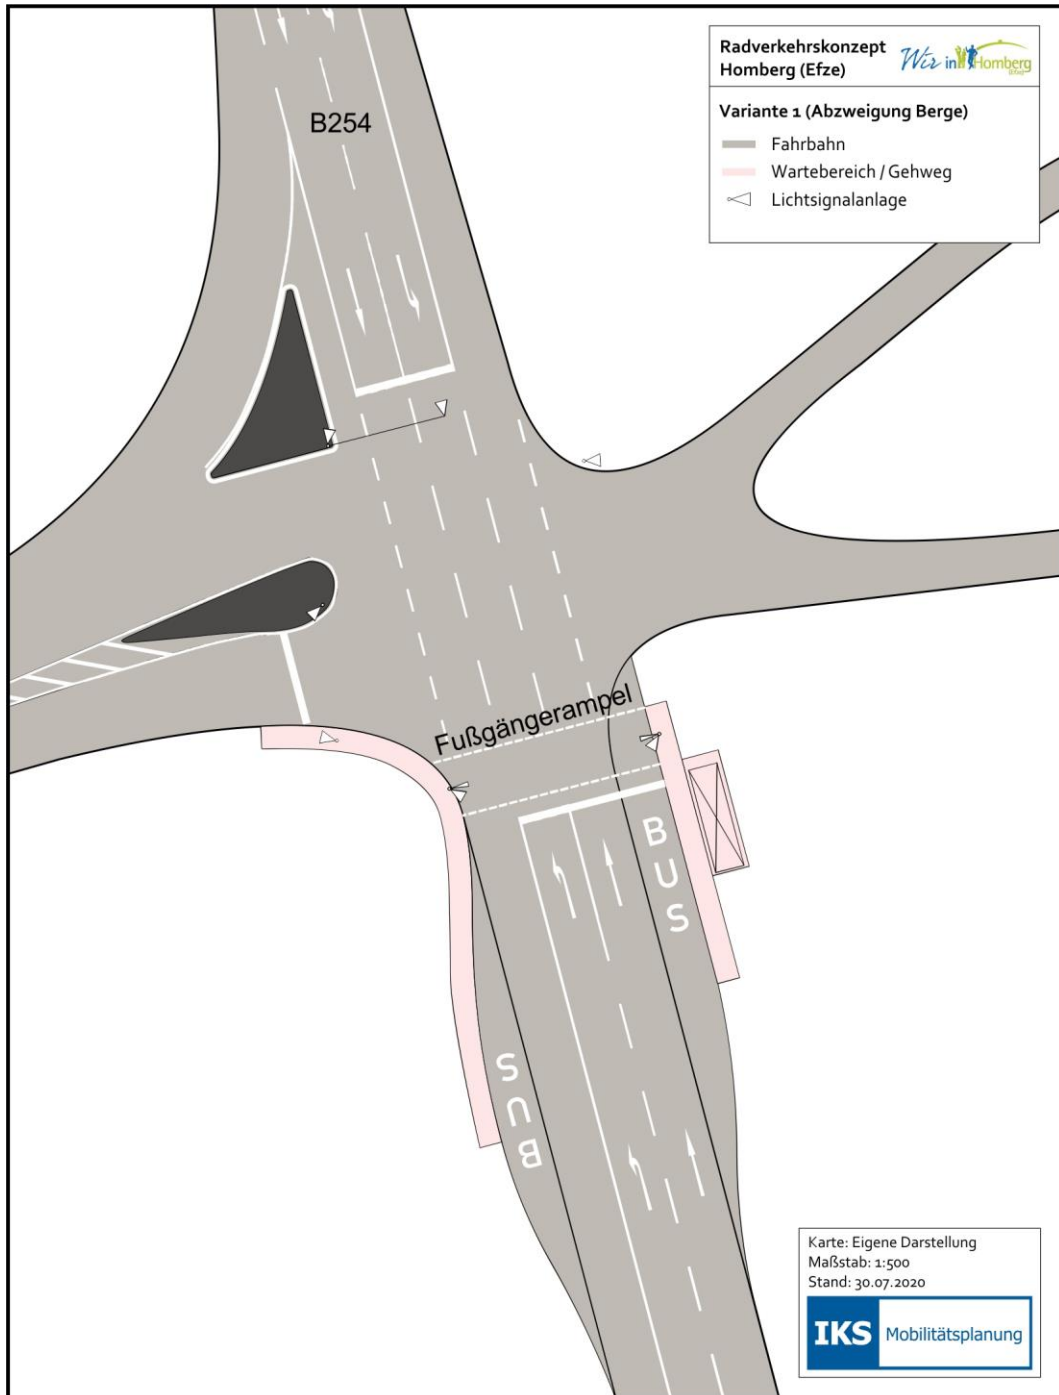 Radverkehrskonzept
Homberg (Efze)
Wir in Homberg
(Efze)
Variante 1 (Abzweigung Berge)
Fahrbahn
Wartebereich / Gehweg
Lichtsignalanlage
B254
Fußgängerampel
BUS
BUS
Karte: Eigene Darstellung
Maßstab: 1:500
Stand: 30.07.2020
IKS Mobilitätsplanung